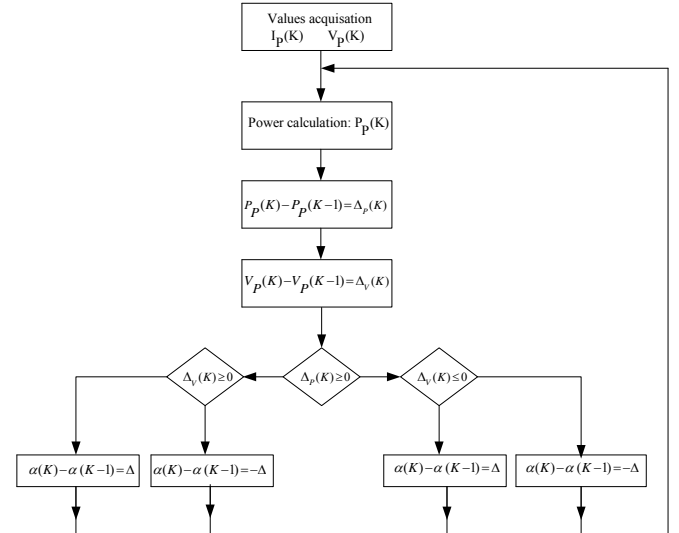 Values acquisation
I_P(K) V_P(K)
Power calculation: P_P(K)
P_P(K)−P_P(K−1)=Δ_P(K)
V_P(K)−V_P(K−1)=Δ_V(K)
Δ_V(K)≥0
Δ_P(K)≥0
Δ_V(K)≤0
α(K)−α(K−1)=Δ
α(K)−α(K−1)=−Δ
α(K)−α(K−1)=Δ
α(K)−α(K−1)=−Δ